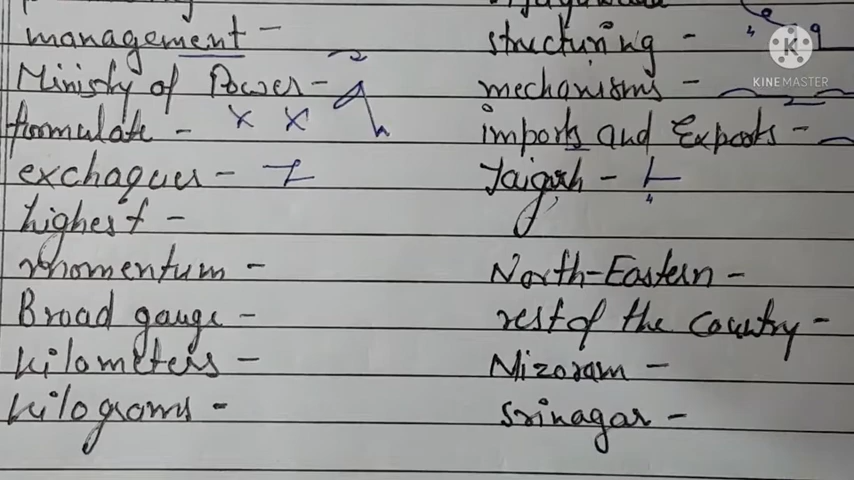 management -
structuring -
Ministry of Power -
mechanisms -
formulate - x x
imports and Exports -
exchaques -
Jaigarh -
highest -
momentum -
North-Eastern -
Broad gauge -
rest of the Country -
kilometers -
Mizoram -
kilograms -
Srinagar -
K
KINEMASTER